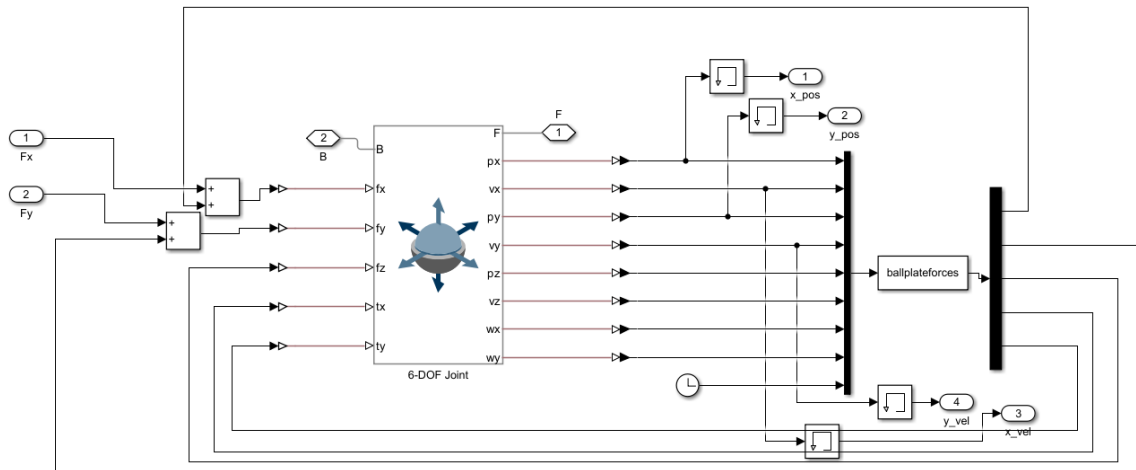 1
x_pos
2
y_pos
F
1
2
B
1
Fx
2
Fy
+
+
+
+
B
fx
fy
fz
tx
ty
F
px
vx
py
vy
pz
vz
wx
wy
6-DOF Joint
ballplateforces
4
y_vel
3
x_vel